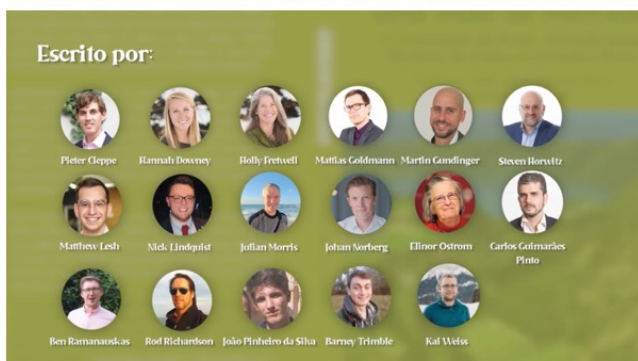 Escrito por:
Pieter Cleppe Hannah Downey Holly Fretwell Mattias Goldmann Martin Gundinger Steven Horwitz
Matthew Lesh Nick Lindquist Julian Morris Johan Norberg Elinor Ostrom Carlos Guimarães
Pinto
Ben Ramanauskas Rod Richardson João Pinheiro da Silva Barney Trimble Kai Weiss